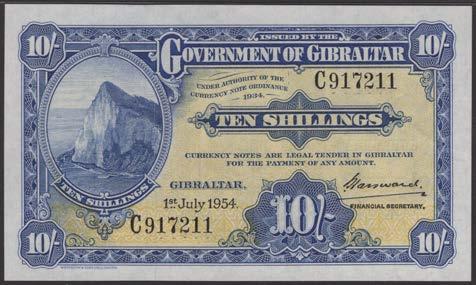 10/-
ISSUED BY THE
10/-
GOVERNMENT OF GIBRALTAR
UNDER AUTHORITY OF THE
CURRENCY NOTE ORDINANCE
1934.
C917211
TEN SHILLINGS
CURRENCY NOTES ARE LEGAL TENDER IN GIBRALTAR
FOR THE PAYMENT OF ANY AMOUNT.
TEN SHILLINGS
GIBRALTAR,
1st July 1954.
C917211
10/-
FINANCIAL SECRETARY.
10/-
10/-